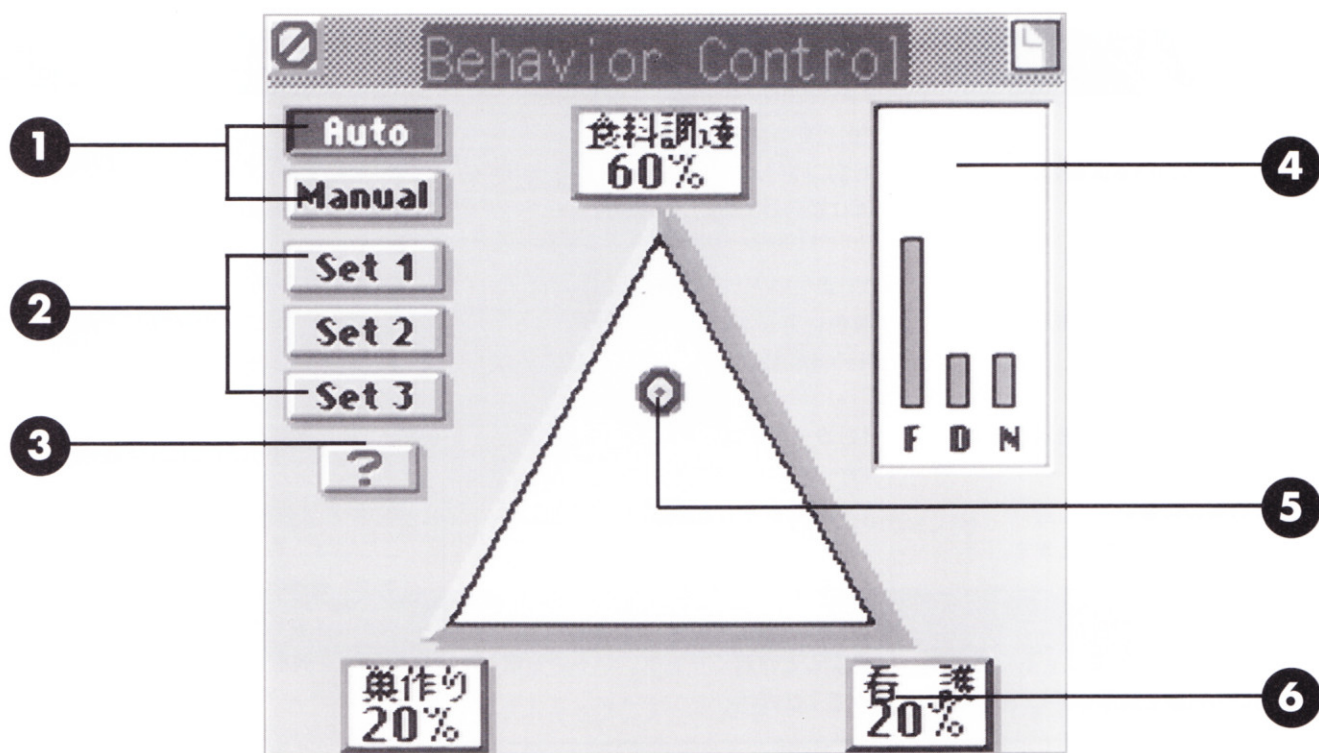 Behavior Control
1
Auto
Manual
食料調達
60%
4
2
Set 1
Set 2
Set 3
3
?
F D N
5
巣作り
20%
看 護
20%
6